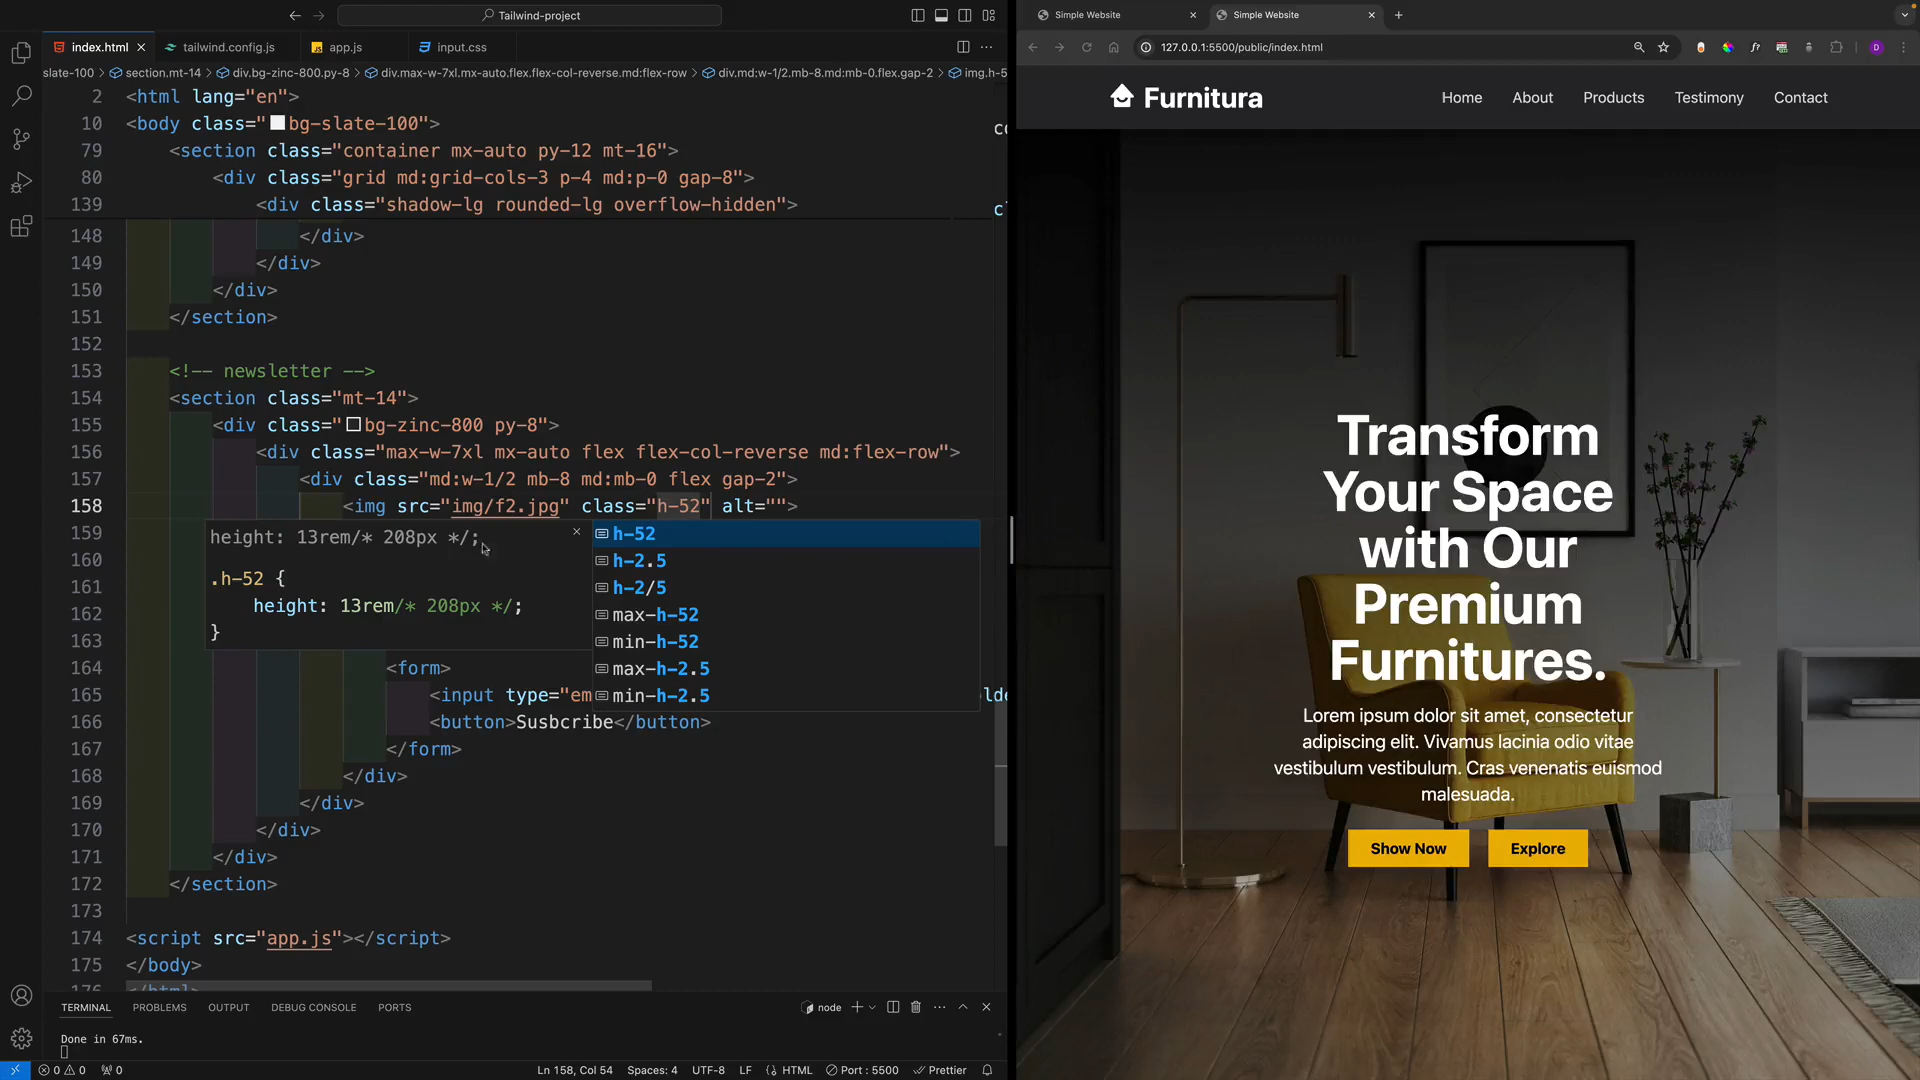 Tailwind-project
index.html
tailwind.config.js
app.js
input.css
slate-100 > section.mt-14 > div.bg-zinc-800.py-8 > div.max-w-7xl.mx-auto.flex.flex-col-reverse.md:flex-row > div.md:w-1/2.mb-8.md:mb-0.flex.gap-2 > img.h-5
2 <html lang="en">
10 <body class="bg-slate-100">
79 <section class="container mx-auto py-12 mt-16">
80 <div class="grid md:grid-cols-3 p-4 md:p-0 gap-8">
139 <div class="shadow-lg rounded-lg overflow-hidden">
148 </div>
149 </div>
150 </div>
151 </section>
152
153 <!-- newsletter -->
154 <section class="mt-14">
155 <div class="bg-zinc-800 py-8">
156 <div class="max-w-7xl mx-auto flex flex-col-reverse md:flex-row">
157 <div class="md:w-1/2 mb-8 md:mb-0 flex gap-2">
158 <img src="img/f2.jpg" class="h-52" alt="">
159
160
161
162
163
height: 13rem/* 208px */;
.h-52 {
height: 13rem/* 208px */;
}
h-52
h-2.5
h-2/5
max-h-52
min-h-52
max-h-2.5
min-h-2.5
164 <form>
165 <input type="em
166 <button>Susbcribe</button>
167 </form>
168 </div>
169 </div>
170 </div>
171 </div>
172 </section>
173
174 <script src="app.js"></script>
175 </body>
176 </html>
TERMINAL PROBLEMS OUTPUT DEBUG CONSOLE PORTS
node
Done in 67ms.
0 0 0
Ln 158, Col 54 Spaces: 4 UTF-8 LF HTML Port : 5500 Prettier
Simple Website
Simple Website
127.0.0.1:5500/public/index.html
D
Furnitura
Home About Products Testimony Contact
Transform
Your Space
with Our
Premium
Furnitures.
Lorem ipsum dolor sit amet, consectetur
adipiscing elit. Vivamus lacinia odio vitae
vestibulum vestibulum. Cras venenatis euismod
malesuada.
Show Now
Explore